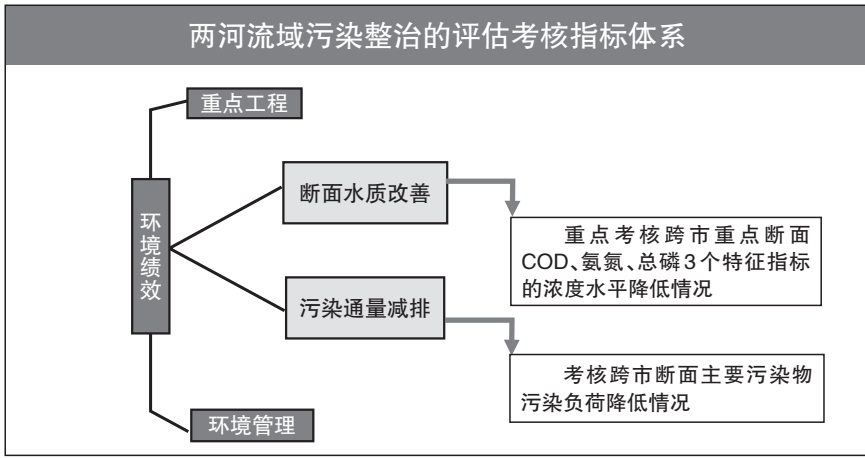 两河流域污染整治的评估考核指标体系
重点工程
环境绩效
断面水质改善
重点考核跨市重点断面
COD、氨氮、总磷3个特征指标
的浓度水平降低情况
污染通量减排
考核跨市断面主要污染物
污染负荷降低情况
环境管理